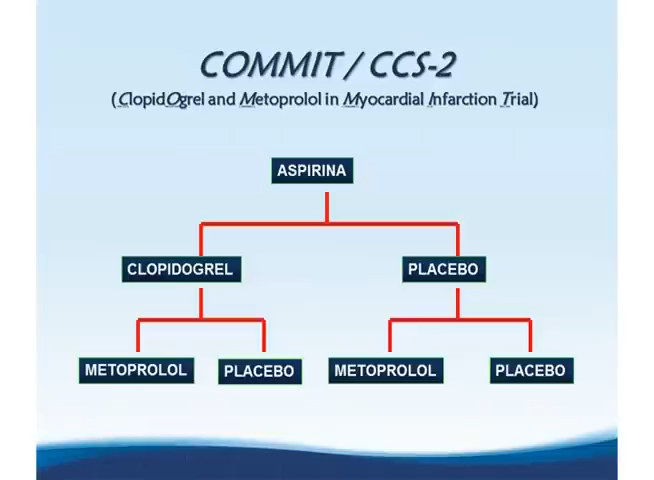 COMMIT / CCS-2
(ClopidOgrel and Metoprolol in Myocardial Infarction Trial)
ASPIRINA
CLOPIDOGREL PLACEBO
METOPROLOL PLACEBO METOPROLOL PLACEBO